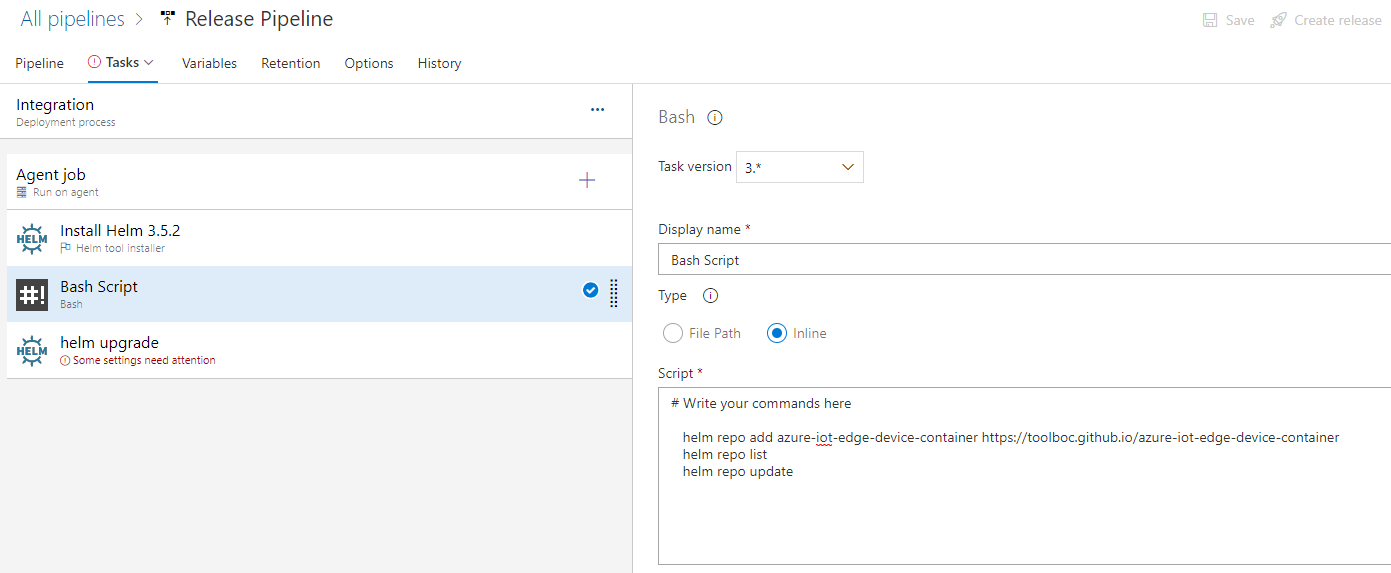 All pipelines > Release Pipeline
Save Create release
Pipeline Tasks Variables Retention Options History
Integration
Deployment process
Agent job
Run on agent
HELM Install Helm 3.5.2
Helm tool installer
#! Bash Script
Bash
HELM helm upgrade
Some settings need attention
Bash
Task version 3.*
Display name *
Bash Script
Type
File Path Inline
Script *
# Write your commands here
helm repo add azure-iot-edge-device-container https://toolboc.github.io/azure-iot-edge-device-container
helm repo list
helm repo update